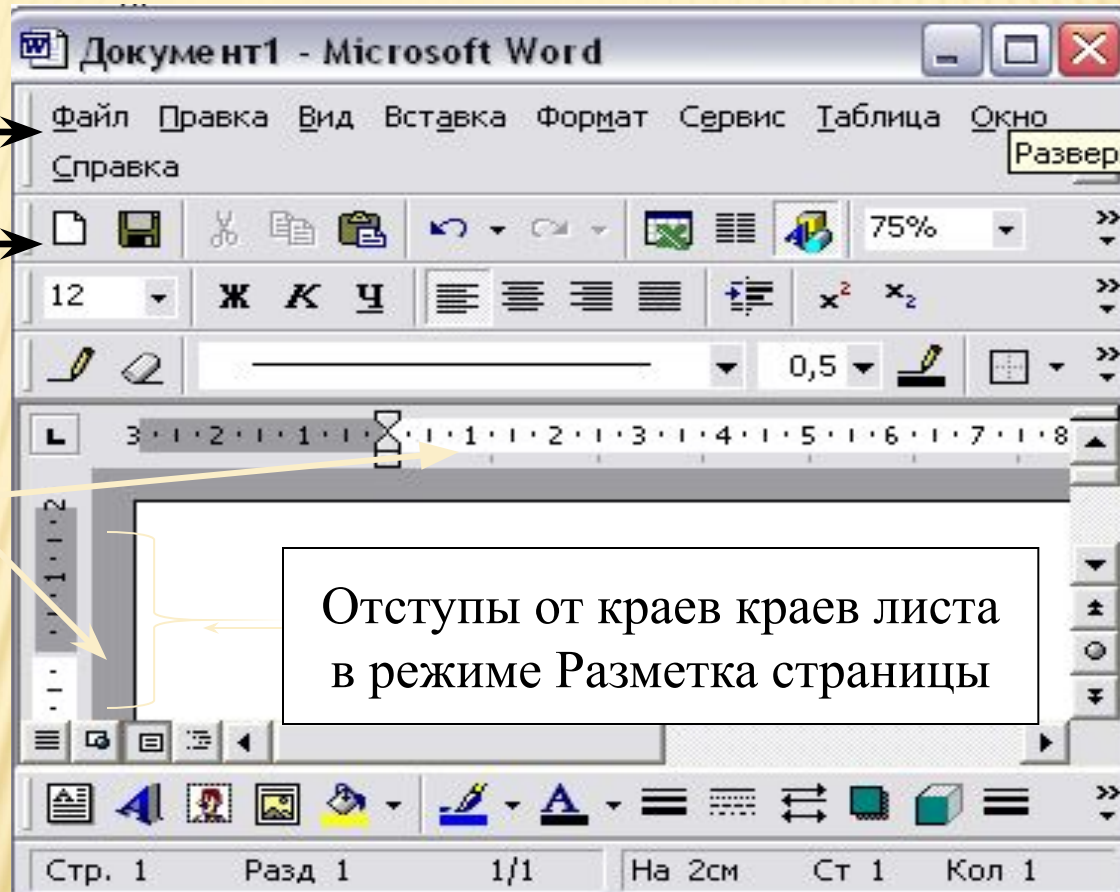 Документ1 - Microsoft Word
Файл Правка Вид Вставка Формат Сервис Таблица Окно
Развер
Справка
75%
12 Ж К Ч x² x₂
0,5
3 2 1 1 2 3 4 5 6 7 8
2
1
Отступы от краев краев листа
в режиме Разметка страницы
Стр. 1 Разд 1 1/1 На 2см Ст 1 Кол 1